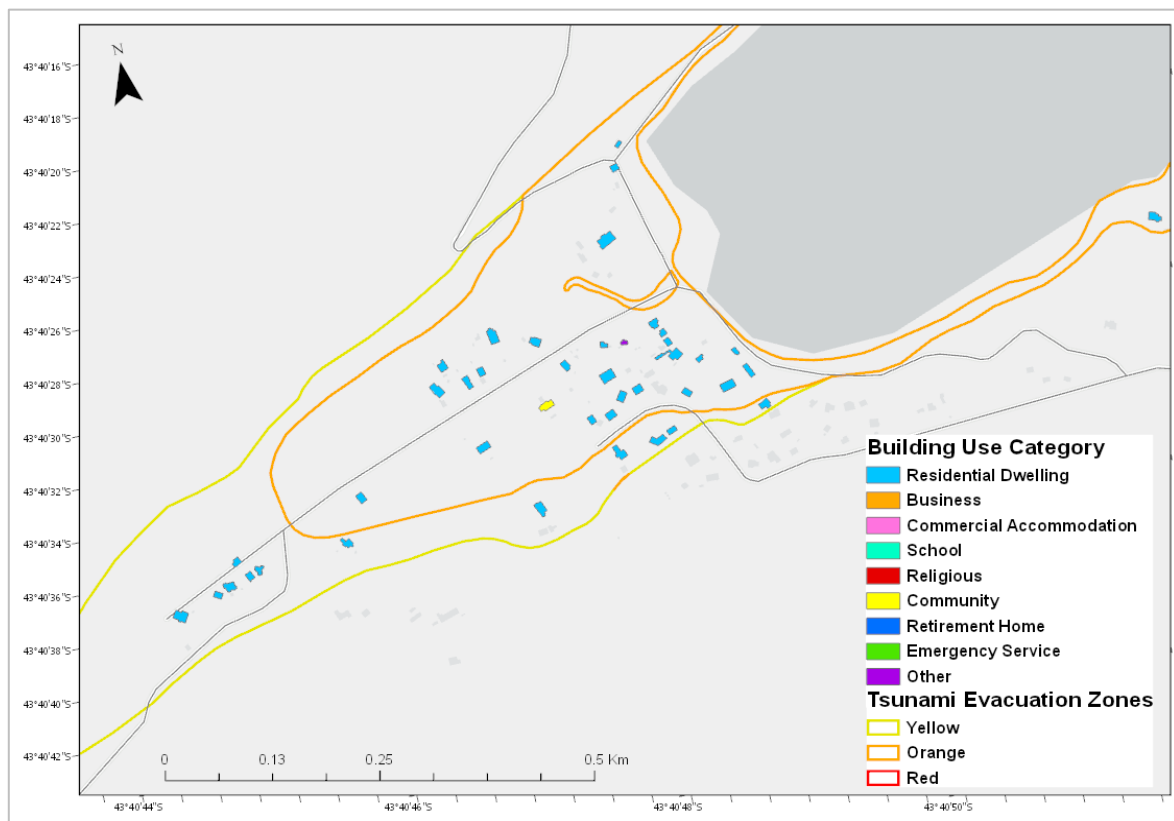 N
43°40'16"S
43°40'18"S
43°40'20"S
43°40'22"S
43°40'24"S
43°40'26"S
43°40'28"S
43°40'30"S
43°40'32"S
43°40'34"S
43°40'36"S
43°40'38"S
43°40'40"S
43°40'42"S
Building Use Category
Residential Dwelling
Business
Commercial Accommodation
School
Religious
Community
Retirement Home
Emergency Service
Other
Tsunami Evacuation Zones
Yellow
Orange
Red
0 0.13 0.25 0.5 Km
43°40'44"S 43°40'46"S 43°40'48"S 43°40'50"S